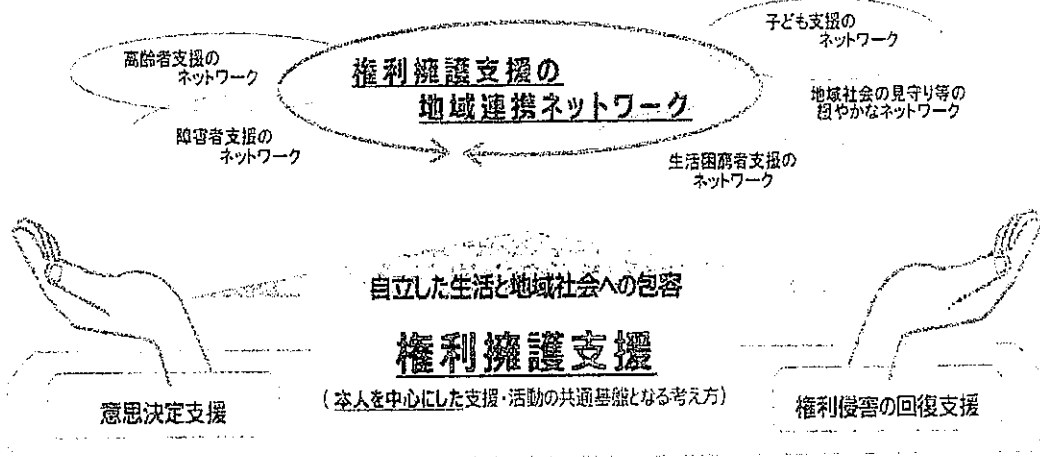 高齢者支援の
ネットワーク
権利擁護支援の
地域連携ネットワーク
子ども支援の
ネットワーク
地域社会の見守り等の
緩やかなネットワーク
障害者支援の
ネットワーク
生活困窮者支援の
ネットワーク
自立した生活と地域社会への包容
権利擁護支援
(本人を中心にした支援・活動の共通基盤となる考え方)
意思決定支援
権利侵害の回復支援